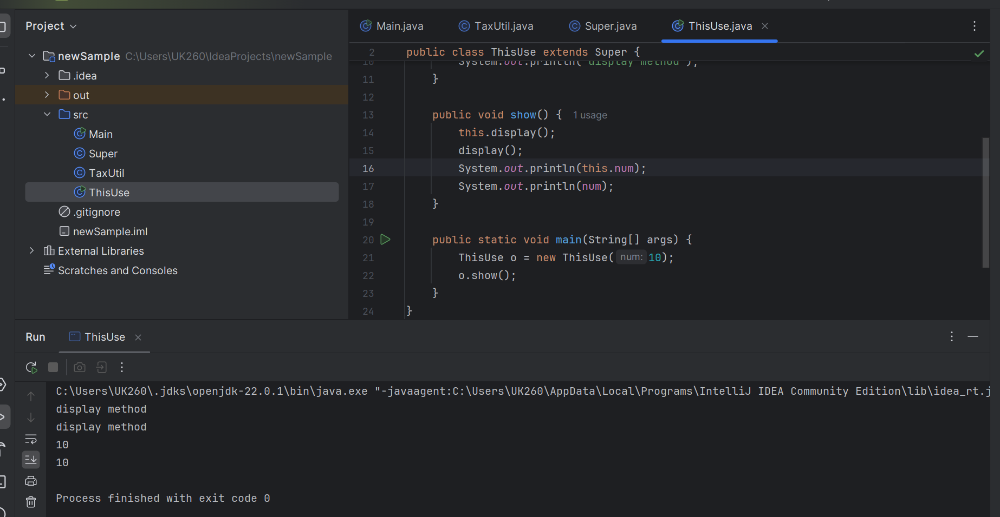 Project
newSample C:\Users\UK260\IdeaProjects\newSample
.idea
out
src
Main
Super
TaxUtil
ThisUse
.gitignore
newSample.iml
External Libraries
Scratches and Consoles
Main.java TaxUtil.java Super.java ThisUse.java
2 public class ThisUse extends Super {
10 System.out.println("display method");
11 }
12
13 public void show() { 1 usage
14 this.display();
15 display();
16 System.out.println(this.num);
17 System.out.println(num);
18 }
19
20 public static void main(String[] args) {
21 ThisUse o = new ThisUse( num: 10);
22 o.show();
23 }
24 }
Run ThisUse
C:\Users\UK260\.jdks\openjdk-22.0.1\bin\java.exe "-javaagent:C:\Users\UK260\AppData\Local\Programs\IntelliJ IDEA Community Edition\lib\idea_rt.j
display method
display method
10
10
Process finished with exit code 0